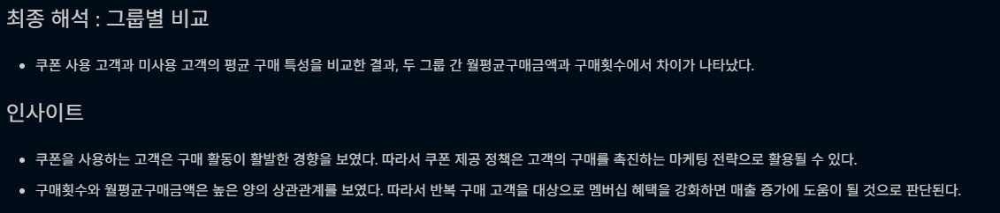 최종 해석 : 그룹별 비교
• 쿠폰 사용 고객과 미사용 고객의 평균 구매 특성을 비교한 결과, 두 그룹 간 월평균구매금액과 구매횟수에서 차이가 나타났다.
인사이트
• 쿠폰을 사용하는 고객은 구매 활동이 활발한 경향을 보였다. 따라서 쿠폰 제공 정책은 고객의 구매를 촉진하는 마케팅 전략으로 활용될 수 있다.
• 구매횟수와 월평균구매금액은 높은 양의 상관관계를 보였다. 따라서 반복 구매 고객을 대상으로 멤버십 혜택을 강화하면 매출 증가에 도움이 될 것으로 판단된다.